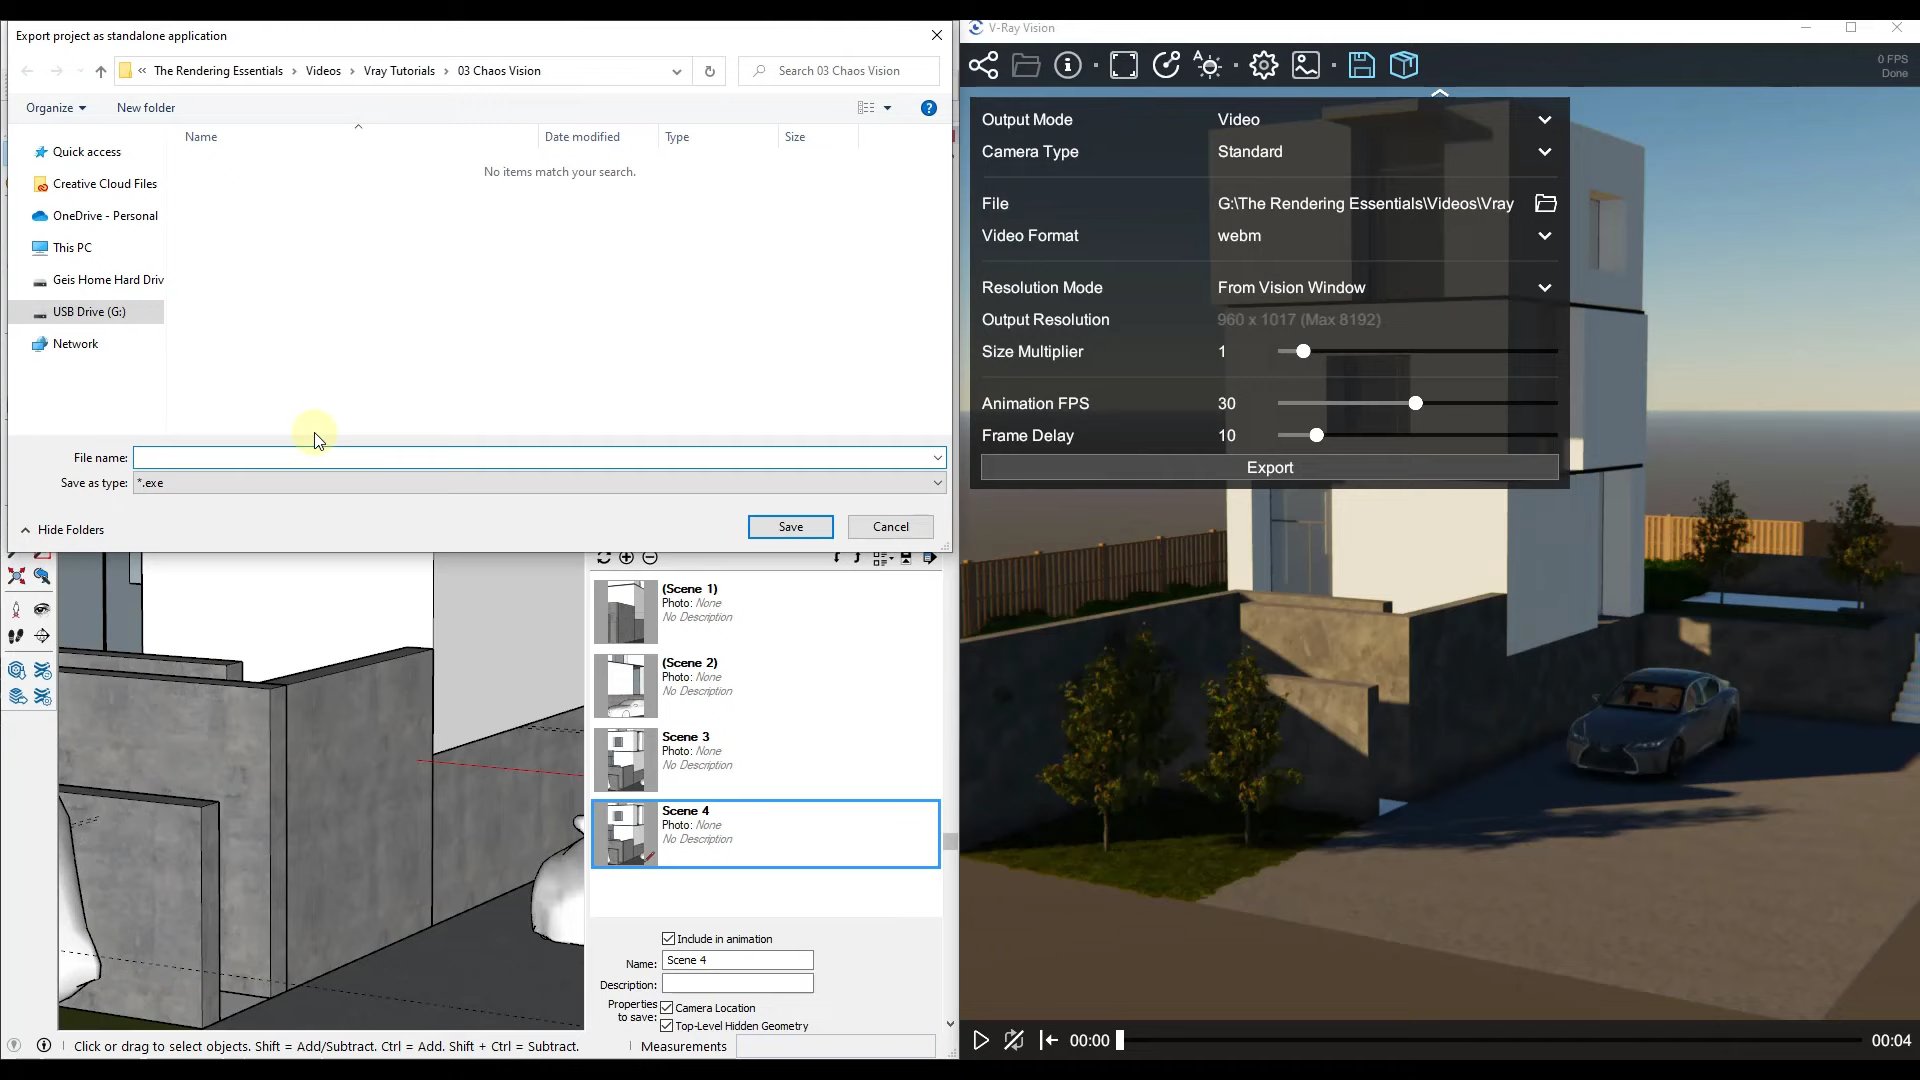 Export project as standalone application
« The Rendering Essentials › Videos › Vray Tutorials › 03 Chaos Vision
Search 03 Chaos Vision
Organize
New folder
Quick access
Creative Cloud Files
OneDrive - Personal
This PC
Geis Home Hard Driv
USB Drive (G:)
Network
Name
Date modified
Type
Size
No items match your search.
File name:
Save as type: *.exe
Hide Folders
Save
Cancel
(Scene 1)
Photo: None
No Description
(Scene 2)
Photo: None
No Description
Scene 3
Photo: None
No Description
Scene 4
Photo: None
No Description
Include in animation
Name: Scene 4
Description:
Properties to save:
Camera Location
Top-Level Hidden Geometry
Click or drag to select objects. Shift = Add/Subtract. Ctrl = Add. Shift + Ctrl = Subtract.
Measurements
V-Ray Vision
0 FPS
Done
Output Mode Video
Camera Type Standard
File G:\The Rendering Essentials\Videos\Vray
Video Format webm
Resolution Mode From Vision Window
Output Resolution 960 x 1017 (Max 8192)
Size Multiplier 1
Animation FPS 30
Frame Delay 10
Export
00:00
00:04